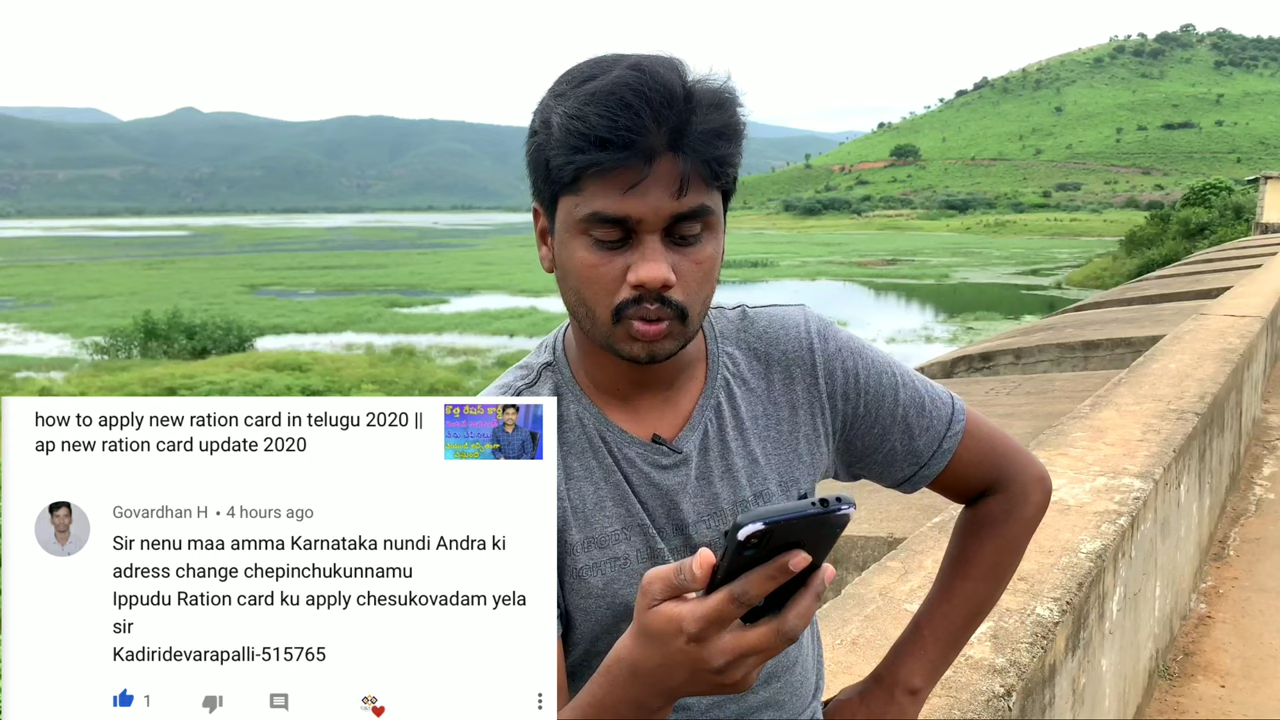 how to apply new ration card in telugu 2020 ||
ap new ration card update 2020
కొత్త రేషన్ కార్డ్
Govardhan H • 4 hours ago
Sir nenu maa amma Karnataka nundi Andra ki
adress change chepinchukunnamu
Ippudu Ration card ku apply chesukovadam yela
sir
Kadiridevarapalli-515765
1